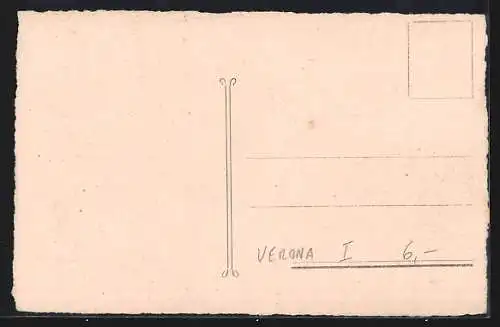 VERONA I 6,-